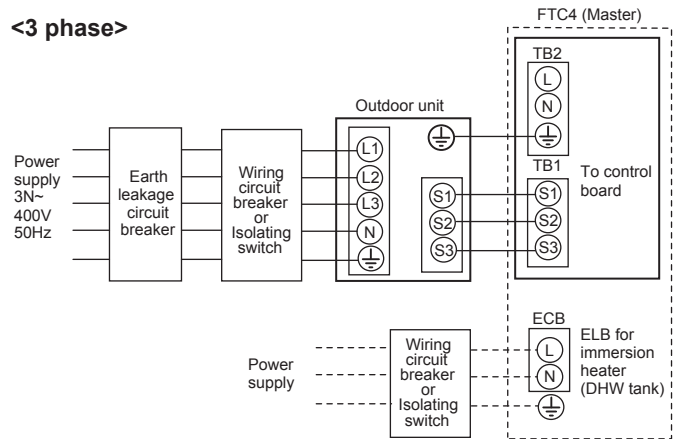 <3 phase>
FTC4 (Master)
TB2
L
N
TB1
S1
S2
S3
To control
board
Outdoor unit
L1
L2
L3
N
S1
S2
S3
Power
supply
3N~
400V
50Hz
Earth
leakage
circuit
breaker
Wiring
circuit
breaker
or
Isolating
switch
Power
supply
Wiring
circuit
breaker
or
Isolating
switch
ECB
L
N
ELB for
immersion
heater
(DHW tank)